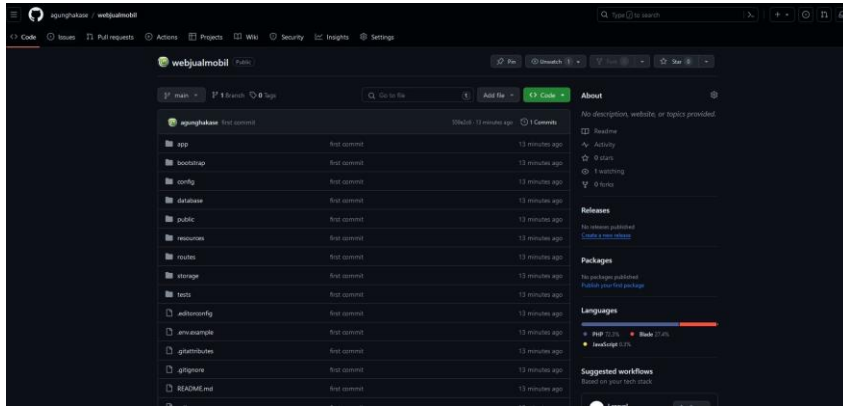 agunghakase / webjualmobil
Type / to search
Code Issues Pull requests Actions Projects Wiki Security Insights Settings
webjualmobil Public
Pin Unwatch 1 Fork Star 0
main 1 Branch 0 Tags Go to file Add file Code
agunghakase first commit 13 minutes ago 1 Commits
app first commit 13 minutes ago
bootstrap first commit 13 minutes ago
config first commit 13 minutes ago
database first commit 13 minutes ago
public first commit 13 minutes ago
resources first commit 13 minutes ago
routes first commit 13 minutes ago
storage first commit 13 minutes ago
tests first commit 13 minutes ago
.editorconfig first commit 13 minutes ago
.env.example first commit 13 minutes ago
.gitattributes first commit 13 minutes ago
.gitignore first commit 13 minutes ago
README.md first commit 13 minutes ago
About
No description, website, or topics provided.
Readme
Activity
0 stars
1 watching
0 forks
Releases
No releases published
Create a new release
Packages
No packages published
Publish your first package
Languages
PHP 72.3% Blade 27.4%
JavaScript 0.3%
Suggested workflows
Based on your tech stack